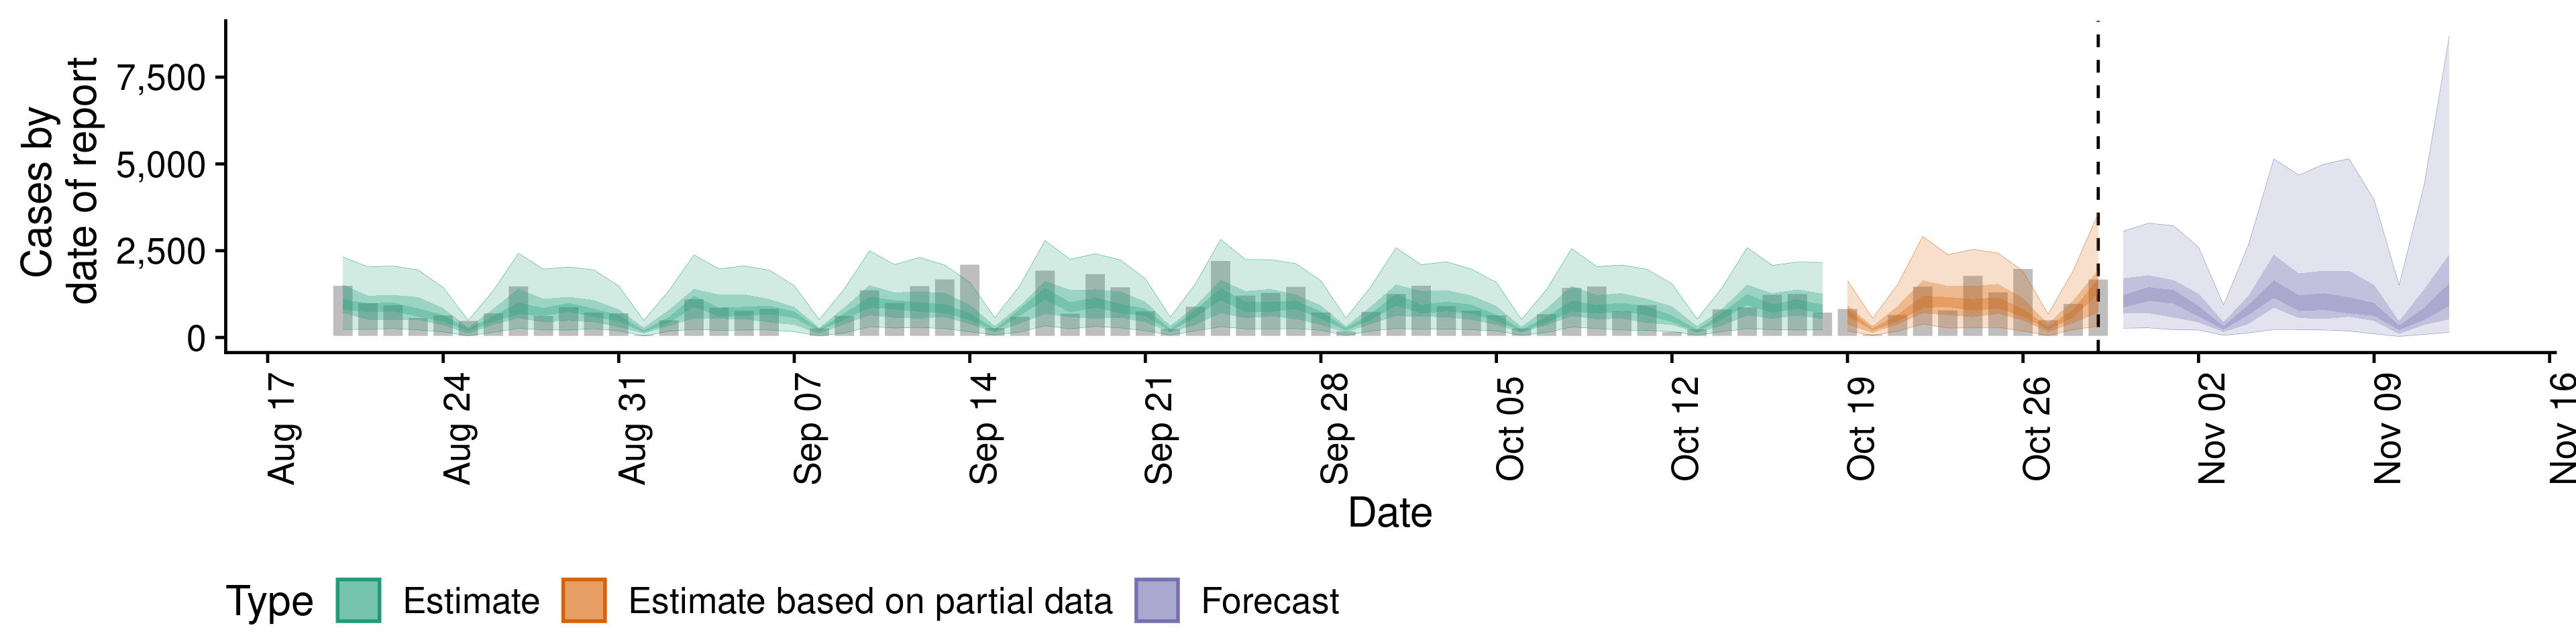 Cases by
date of report
7,500
5,000
2,500
0
Aug 17
Aug 24
Aug 31
Sep 07
Sep 14
Sep 21
Sep 28
Oct 05
Oct 12
Oct 19
Oct 26
Nov 02
Nov 09
Nov 16
Date
Type
Estimate
Estimate based on partial data
Forecast